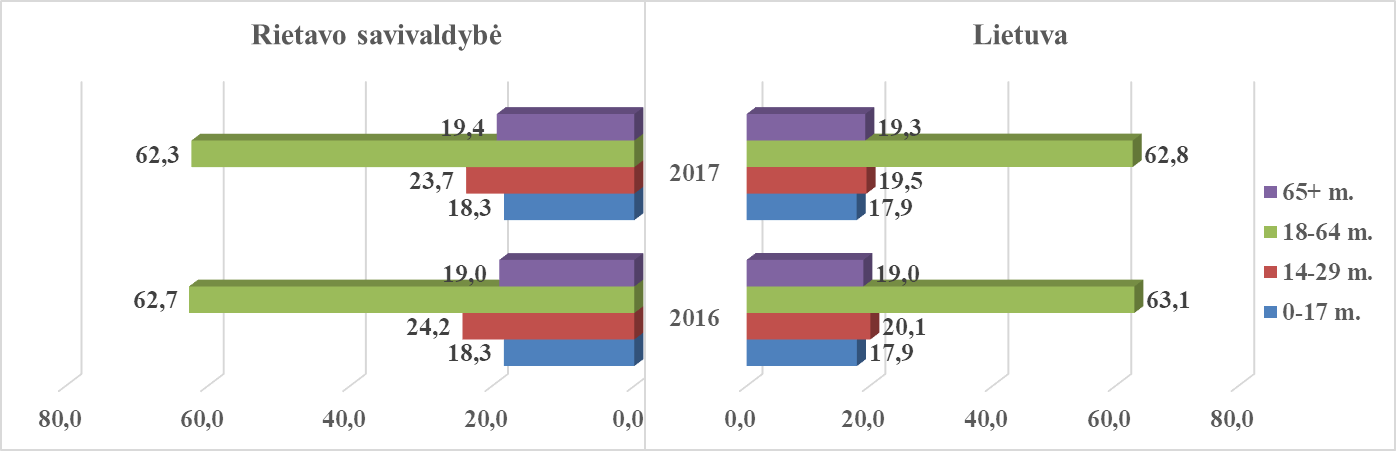 Rietavo savivaldybė
19,4
62,3
23,7
18,3
19,0
62,7
24,2
18,3
80,0 60,0 40,0 20,0 0,0
2017
2016
Lietuva
19,3
62,8
19,5
17,9
19,0
63,1
20,1
17,9
0,0 20,0 40,0 60,0 80,0
65+ m.
18-64 m.
14-29 m.
0-17 m.